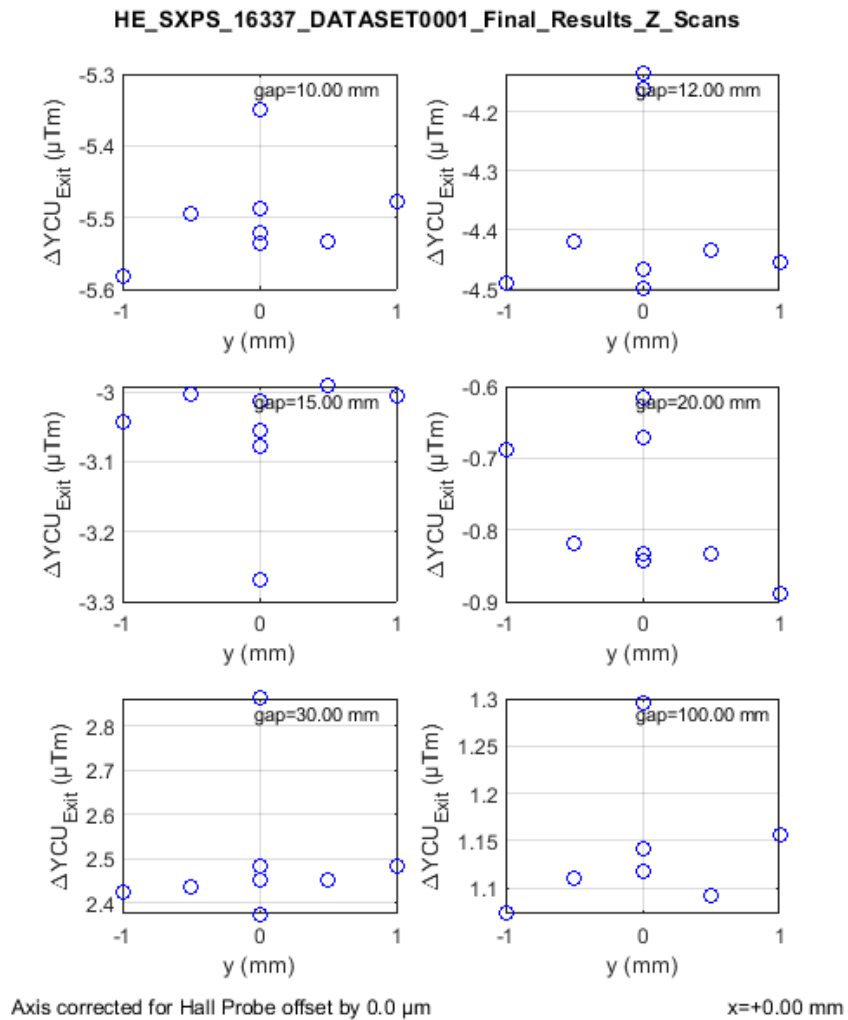 HE_SXPS_16337_DATASET0001_Final_Results_Z_Scans
gap=10.00 mm
-5.3
-5.4
-5.5
-5.6
ΔYCU_Exit (µTm)
-1 0 1
y (mm)
gap=12.00 mm
-4.2
-4.3
-4.4
-4.5
ΔYCU_Exit (µTm)
-1 0 1
y (mm)
gap=15.00 mm
-3
-3.1
-3.2
-3.3
ΔYCU_Exit (µTm)
-1 0 1
y (mm)
gap=20.00 mm
-0.6
-0.7
-0.8
-0.9
ΔYCU_Exit (µTm)
-1 0 1
y (mm)
gap=30.00 mm
2.8
2.7
2.6
2.5
2.4
ΔYCU_Exit (µTm)
-1 0 1
y (mm)
gap=100.00 mm
1.3
1.25
1.2
1.15
1.1
ΔYCU_Exit (µTm)
-1 0 1
y (mm)
Axis corrected for Hall Probe offset by 0.0 µm
x=+0.00 mm